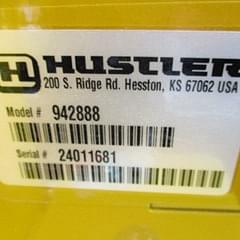 H HUSTLER
200 S. Ridge Rd. Hesston, KS 67062 USA
Model # 942888
Serial # 24011681